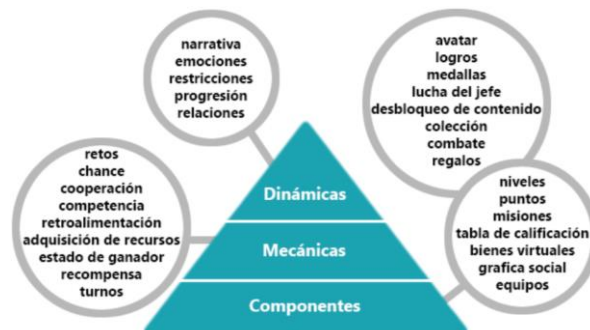 narrativa
emociones
restricciones
progresión
relaciones
avatar
logros
medallas
lucha del jefe
desbloqueo de contenido
colección
combate
regalos
retos
chance
cooperación
competencia
retroalimentación
adquisición de recursos
estado de ganador
recompensa
turnos
niveles
puntos
misiones
tabla de calificación
bienes virtuales
grafica social
equipos
Dinámicas
Mecánicas
Componentes